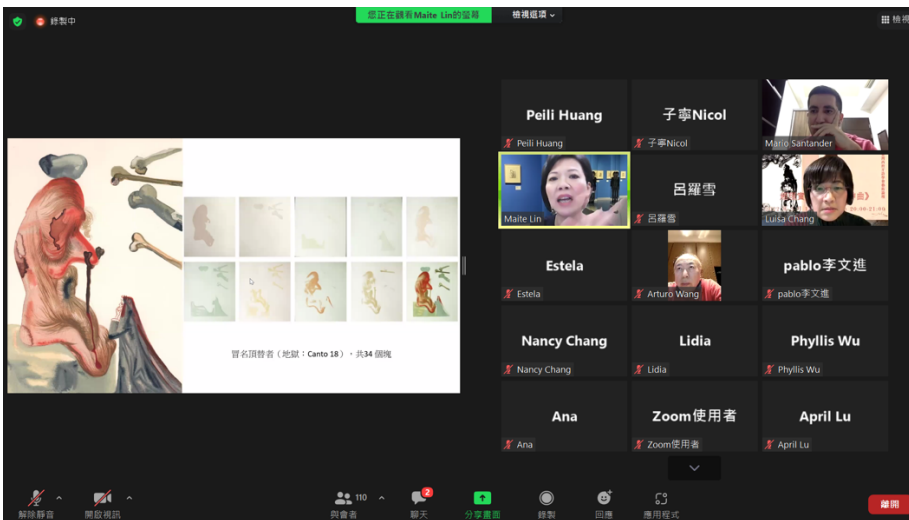 錄製中
您正在觀看Maite Lin的螢幕
檢視選項
檢視
冒名頂替者（地獄：Canto 18），共34 個塊
Peili Huang
Peili Huang
子寧Nicol
子寧Nicol
Mario Santander
Maite Lin
呂羅雪
呂羅雪
Luisa Chang
20:00-21:00
Estela
Estela
Arturo Wang
pablo李文進
pablo李文進
Nancy Chang
Nancy Chang
Lidia
Lidia
Phyllis Wu
Phyllis Wu
Ana
Ana
Zoom使用者
Zoom使用者
April Lu
April Lu
解除靜音
開啟視訊
110
與會者
2
聊天
分享畫面
錄製
回應
應用程式
離開